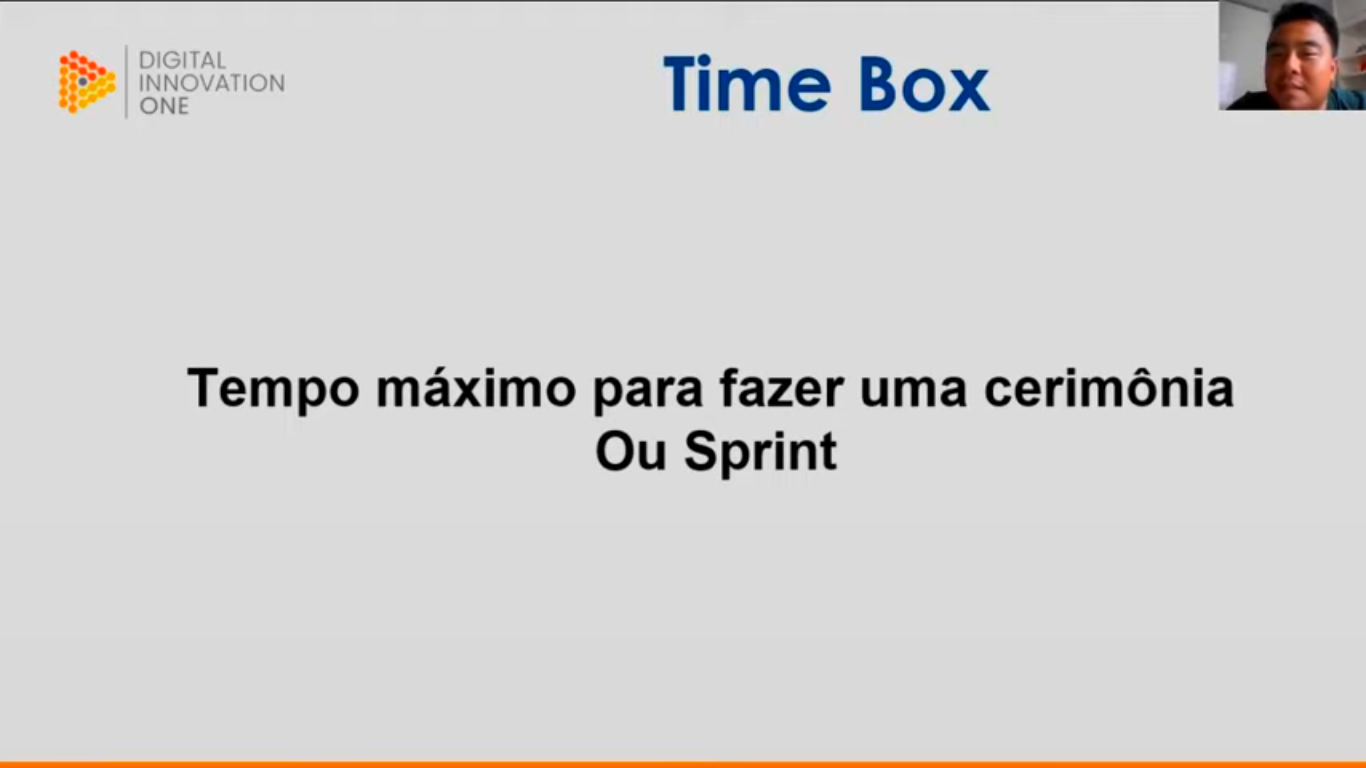 DIGITAL
INNOVATION
ONE
Time Box
Tempo máximo para fazer uma cerimônia
Ou Sprint